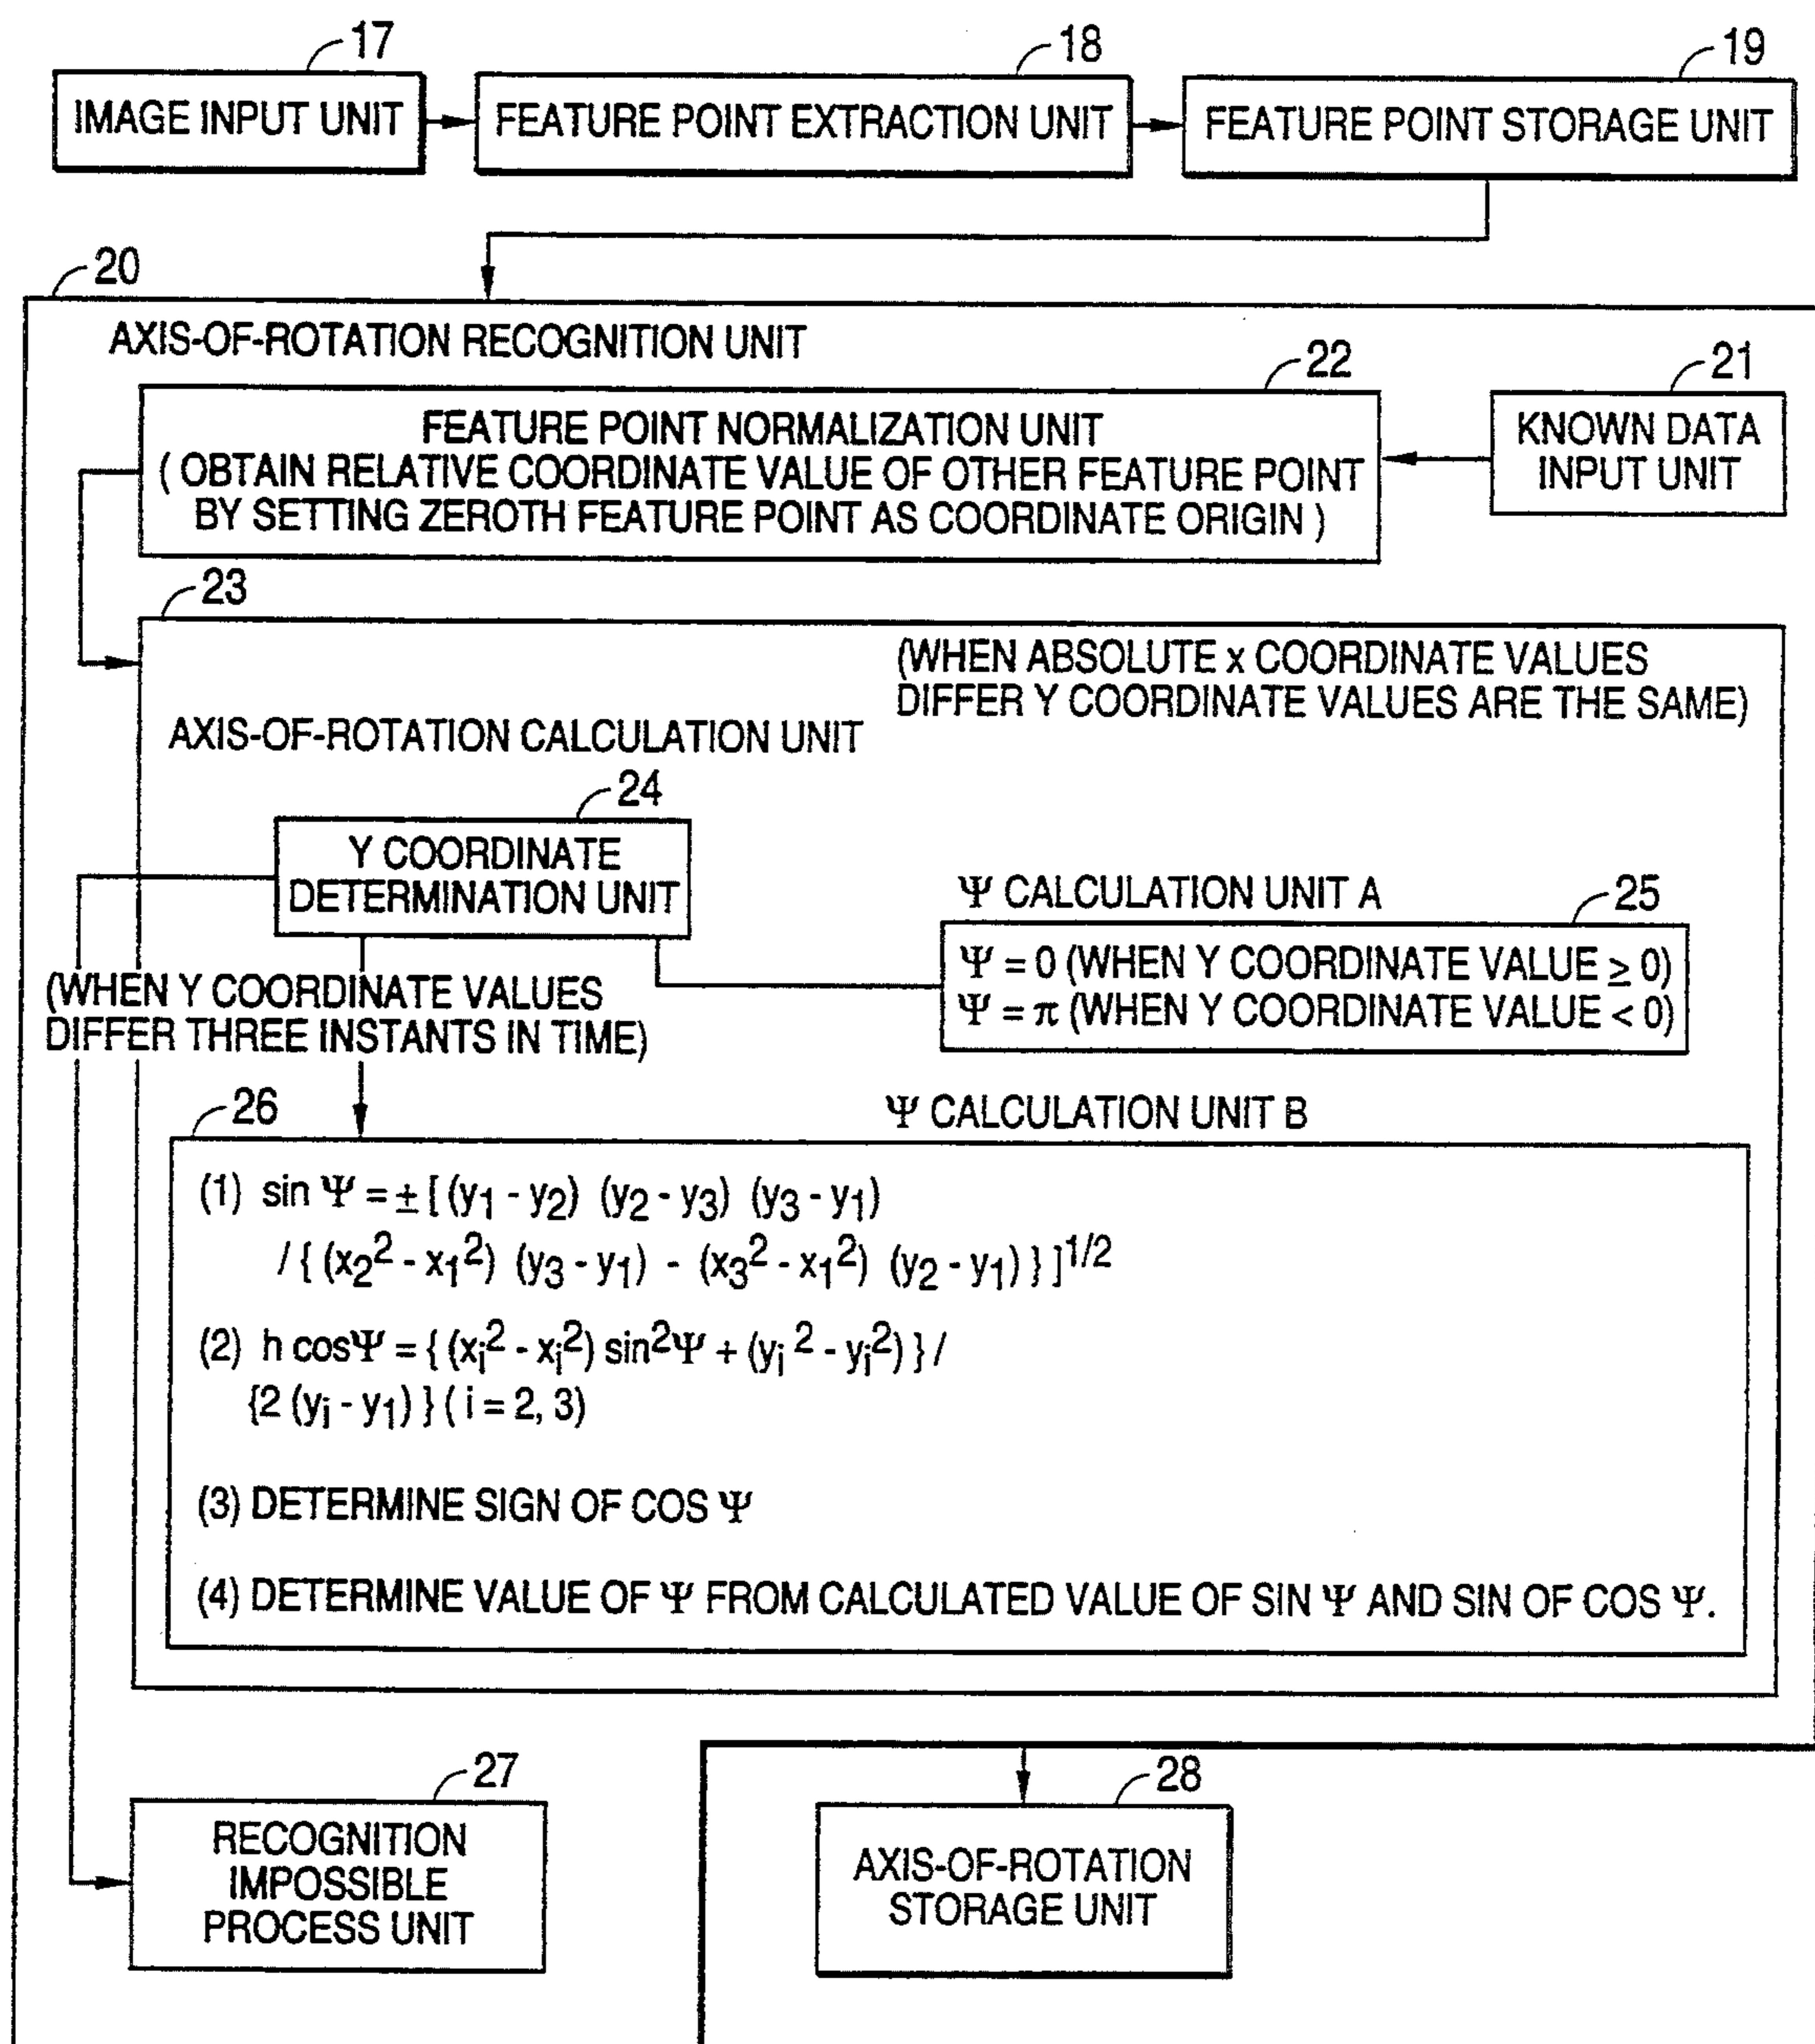 17
18
19
IMAGE INPUT UNIT
FEATURE POINT EXTRACTION UNIT
FEATURE POINT STORAGE UNIT
20
AXIS-OF-ROTATION RECOGNITION UNIT
22
21
FEATURE POINT NORMALIZATION UNIT
( OBTAIN RELATIVE COORDINATE VALUE OF OTHER FEATURE POINT
BY SETTING ZEROTH FEATURE POINT AS COORDINATE ORIGIN )
KNOWN DATA
INPUT UNIT
23
(WHEN ABSOLUTE x COORDINATE VALUES
DIFFER Y COORDINATE VALUES ARE THE SAME)
AXIS-OF-ROTATION CALCULATION UNIT
24
Y COORDINATE
DETERMINATION UNIT
Ψ CALCULATION UNIT A
25
Ψ = 0 (WHEN Y COORDINATE VALUE ≥ 0)
Ψ = π (WHEN Y COORDINATE VALUE < 0)
(WHEN Y COORDINATE VALUES
DIFFER THREE INSTANTS IN TIME)
26
Ψ CALCULATION UNIT B
(1) sin Ψ = ± [ (y₁ - y₂) (y₂ - y₃) (y₃ - y₁)
/ { (x₂² - x₁²) (y₃ - y₁) - (x₃² - x₁²) (y₂ - y₁) } ]^1/2
(2) h cosΨ = { (xᵢ² - xᵢ²) sin²Ψ + (yᵢ² - yᵢ²) } /
{2 (yᵢ - y₁) } ( i = 2, 3)
(3) DETERMINE SIGN OF COS Ψ
(4) DETERMINE VALUE OF Ψ FROM CALCULATED VALUE OF SIN Ψ AND SIN OF COS Ψ.
27
RECOGNITION
IMPOSSIBLE
PROCESS UNIT
28
AXIS-OF-ROTATION
STORAGE UNIT